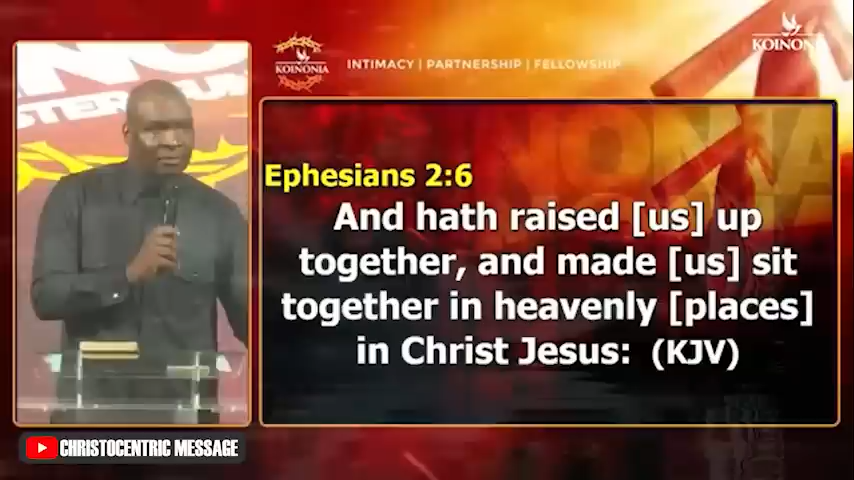 KOINONIA
INTIMACY | PARTNERSHIP | FELLOWSHIP
KOINONIA
Ephesians 2:6
And hath raised [us] up
together, and made [us] sit
together in heavenly [places]
in Christ Jesus: (KJV)
CHRISTOCENTRIC MESSAGE